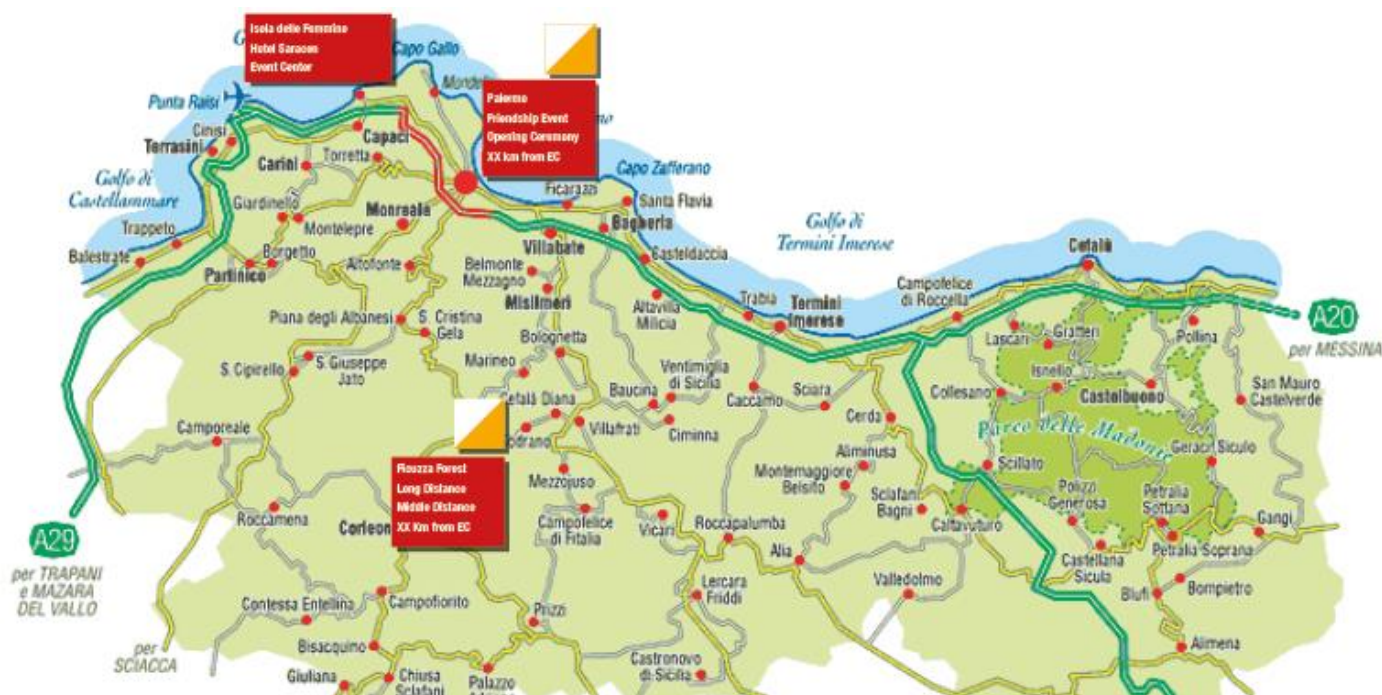 Isola delle Femmine
Hotel Saracen
Event Center
Capo Gallo
Palermo
Friendship Event
Opening Ceremony
XX km from EC
Punta Raisi
Cinisi
Terrasini
Carini
Torretta
Capaci
Capo Zafferano
Golfo di
Castellammare
Giardinello
Montelepre
Monreale
Ficarazzi
Santa Flavia
Bagheria
Golfo di
Termini Imerese
Trappeto
Balestrate
Borgetto
Partinico
Altofonte
Villabate
Casteldaccia
Cefalù
Belmonte
Mezzagno
Misilmeri
Altavilla
Milicia
Trabia
Termini
Imerese
Campofelice
di Roccella
A20
per MESSINA
Piana degli Albanesi
S. Cristina
Gela
Bolognetta
Lascari
Gratteri
Pollina
S. Cipirello
S. Giuseppe
Jato
Marineo
Ventimiglia
di Sicilia
Baucina
Caccamo
Sciara
Collesano
Isnello
Castelbuono
San Mauro
Castelverde
Cefalà Diana
Villafrati
Ciminna
Cerda
Camporeale
Parco delle Madonie
Geraci Siculo
Ficuzza Forest
Long Distance
Middle Distance
XX Km from EC
Mezzojuso
Aliminusa
Montemaggiore
Belsito
Scillato
Polizzi
Generosa
Petralia
Sottana
Sclafani
Bagni
Caltavuturo
Roccamena
Campofelice
di Fitalia
Vicari
Roccapalumba
Alia
Gangi
Petralia Soprana
Castellana
Sicula
A29
per TRAPANI
e MAZARA
DEL VALLO
Contessa Entellina
Campofiorito
Prizzi
Lercara
Friddi
Valledolmo
Blufi
Bompietro
per
SCIACCA
Bisacquino
Alimena
Giuliana
Chiusa
Sclafani
Palazzo
Castronovo
di Sicilia